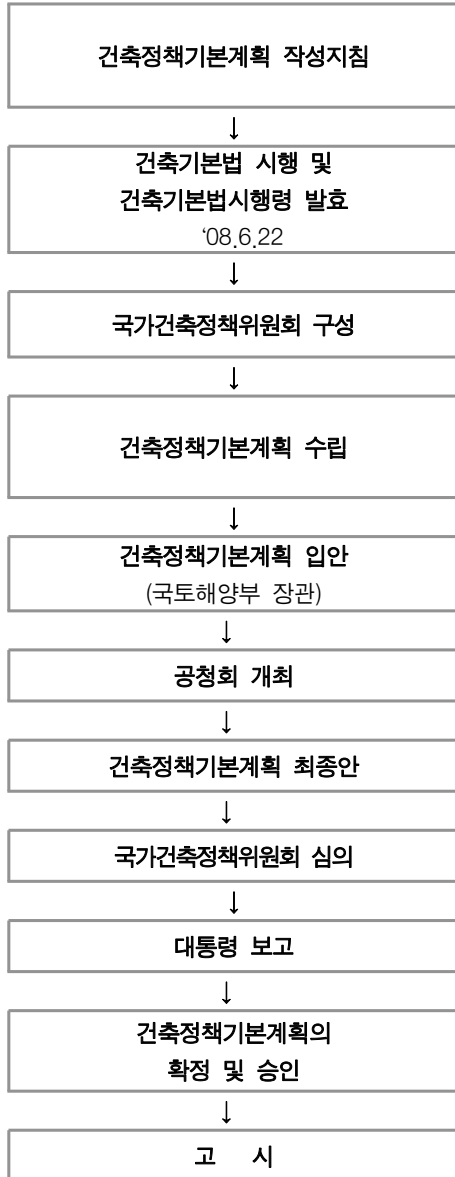 건축정책기본계획 작성지침
↓
건축기본법 시행 및
건축기본법시행령 발효
‘08.6.22
↓
국가건축정책위원회 구성
↓
건축정책기본계획 수립
↓
건축정책기본계획 입안
(국토해양부 장관)
↓
공청회 개최
↓
건축정책기본계획 최종안
↓
국가건축정책위원회 심의
↓
대통령 보고
↓
건축정책기본계획의
확정 및 승인
↓
고 시